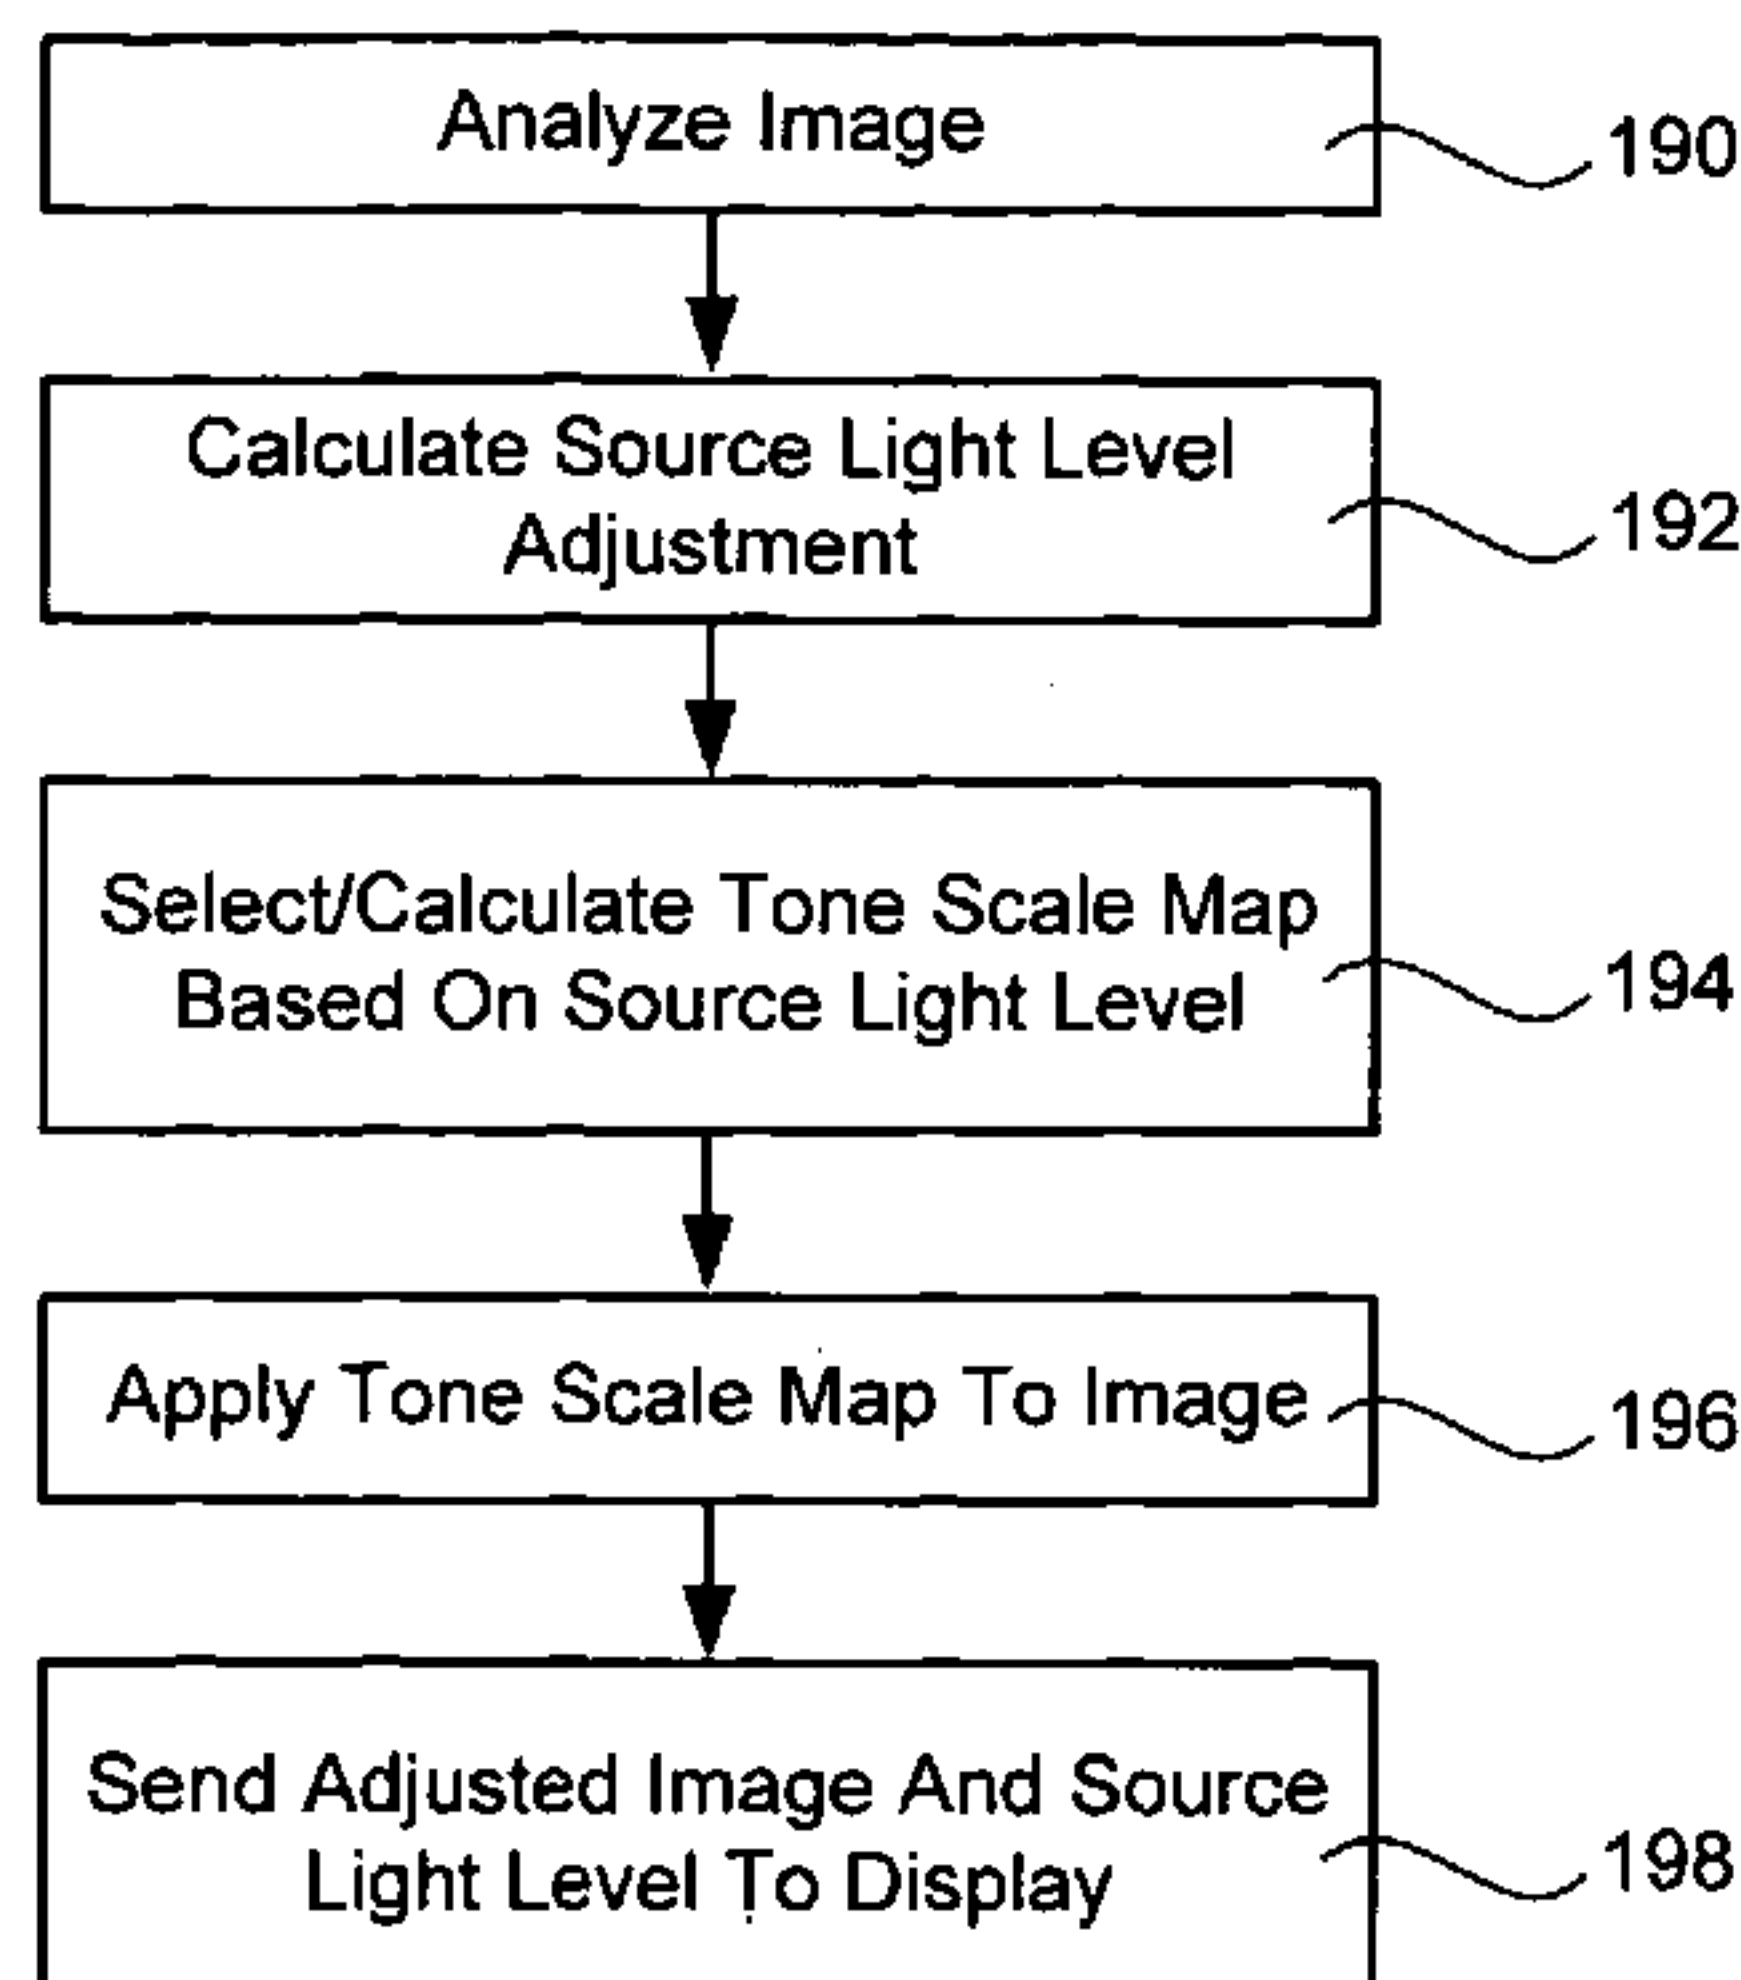 Analyze Image
190
Calculate Source Light Level
Adjustment
192
Select/Calculate Tone Scale Map
Based On Source Light Level
194
Apply Tone Scale Map To Image
196
Send Adjusted Image And Source
Light Level To Display
198